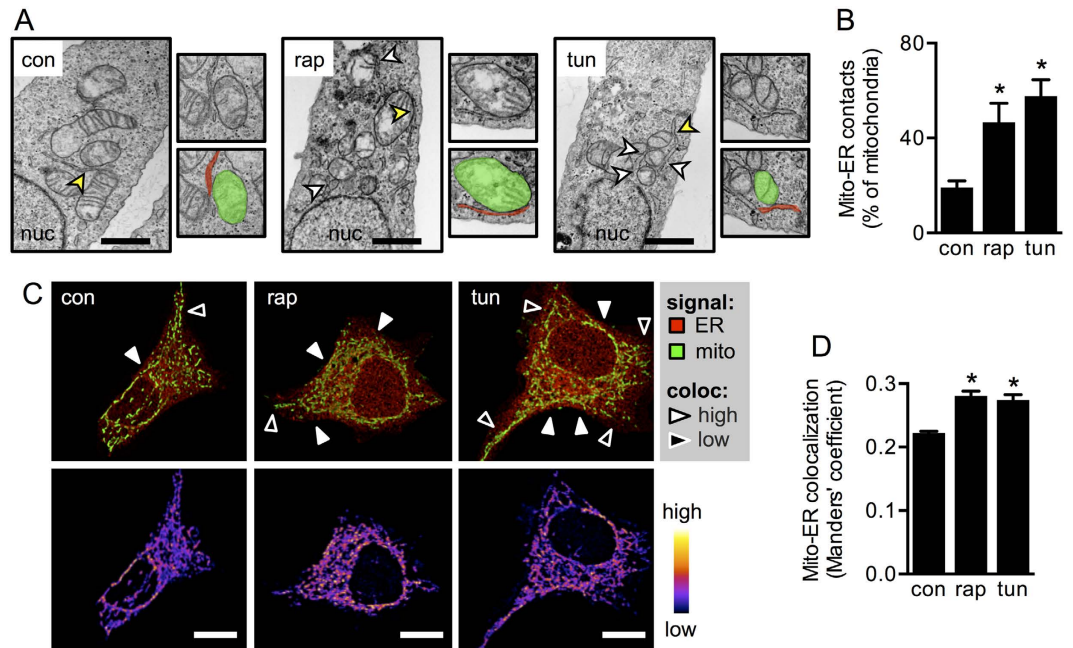 A
con
nuc
rap
nuc
tun
nuc
B
Mito-ER contacts
(% of mitochondria)
80
40
0
con rap tun
* *
C
con
rap
tun
signal:
ER
mito
coloc:
high
low
high
low
D
Mito-ER colocalization
(Manders' coefficient)
0.3
0.2
0.1
0.0
* *
con rap tun